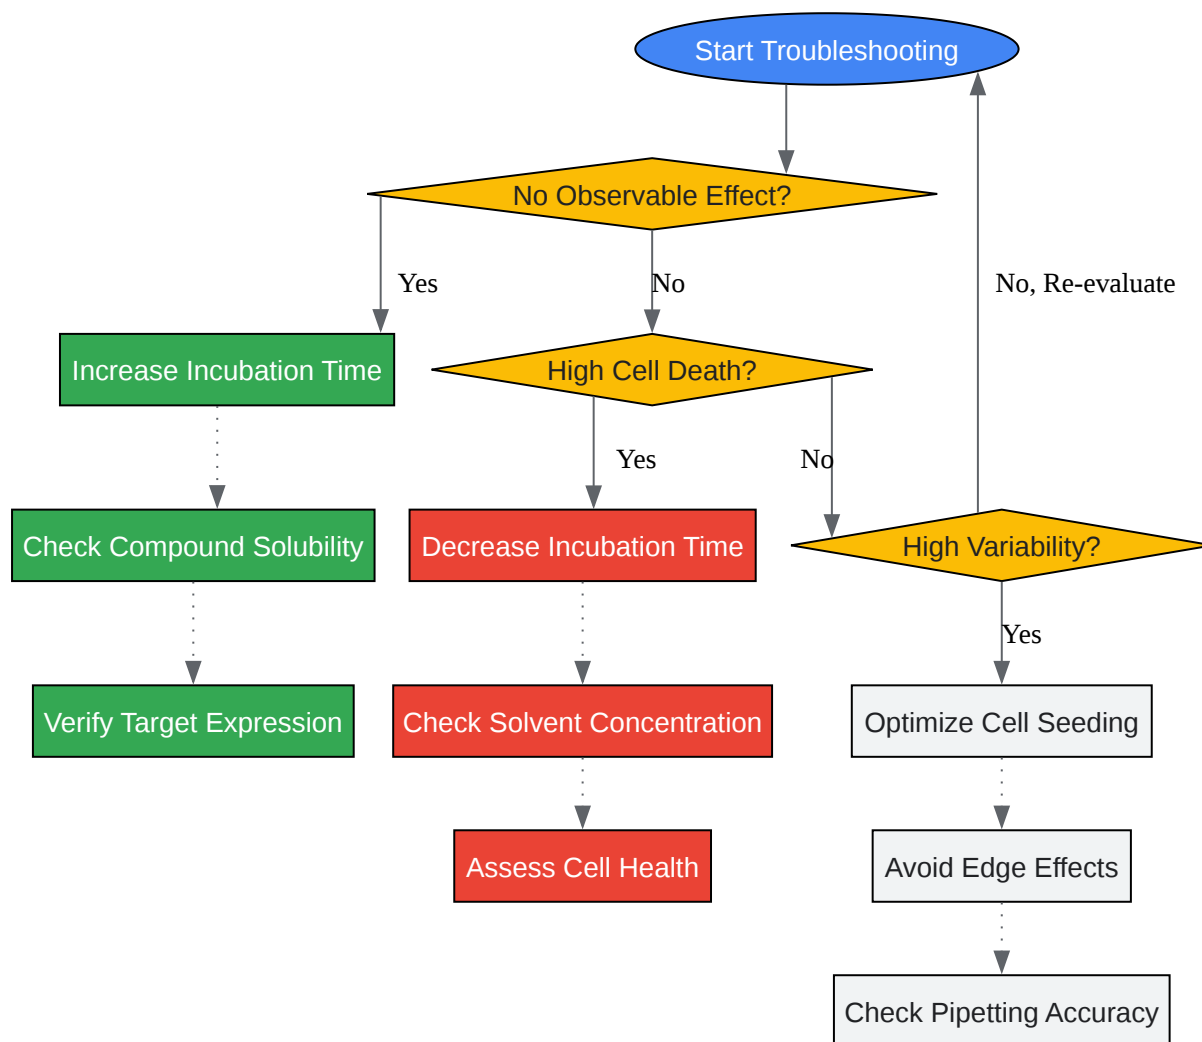 Start Troubleshooting
No Observable Effect?
Yes
No
No, Re-evaluate
Increase Incubation Time
High Cell Death?
Yes
No
Check Compound Solubility
Decrease Incubation Time
High Variability?
Yes
Verify Target Expression
Check Solvent Concentration
Optimize Cell Seeding
Assess Cell Health
Avoid Edge Effects
Check Pipetting Accuracy